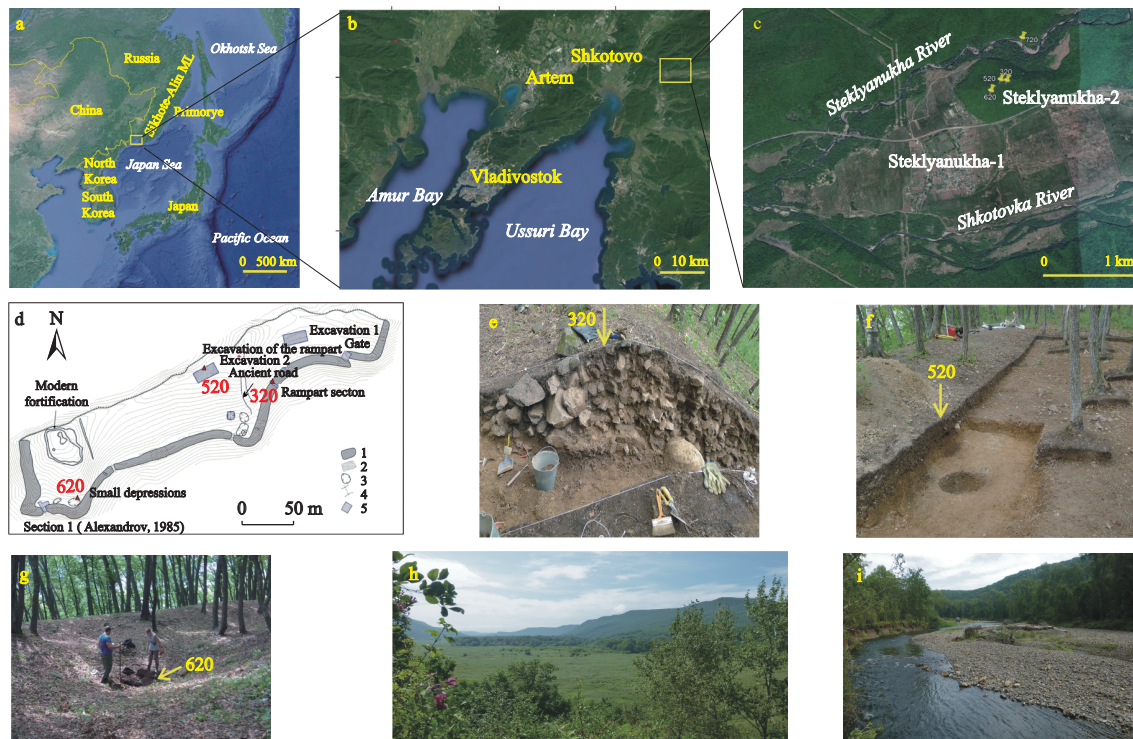 a
Okhotsk Sea
Russia
Sikhote-Alin ML
China
Primorye
North
Korea
Japan Sea
South
Korea
Japan
Pacific Ocean
0 500 km
b
Shkotovo
Artem
Vladivostok
Amur Bay
Ussuri Bay
0 10 km
c
Steklyanukha River
720
320
520
620
Steklyanukha-2
Steklyanukha-1
Shkotovka River
0 1 km
d
N
Excavation 1
Gate
Excavation of the rampart
Excavation 2
Ancient road
520
320
Rampart secton
Modern
fortification
620
Small depressions
1
2
3
4
5
0 50 m
Section 1 ( Alexandrov, 1985)
e
320
f
520
g
620
h
i